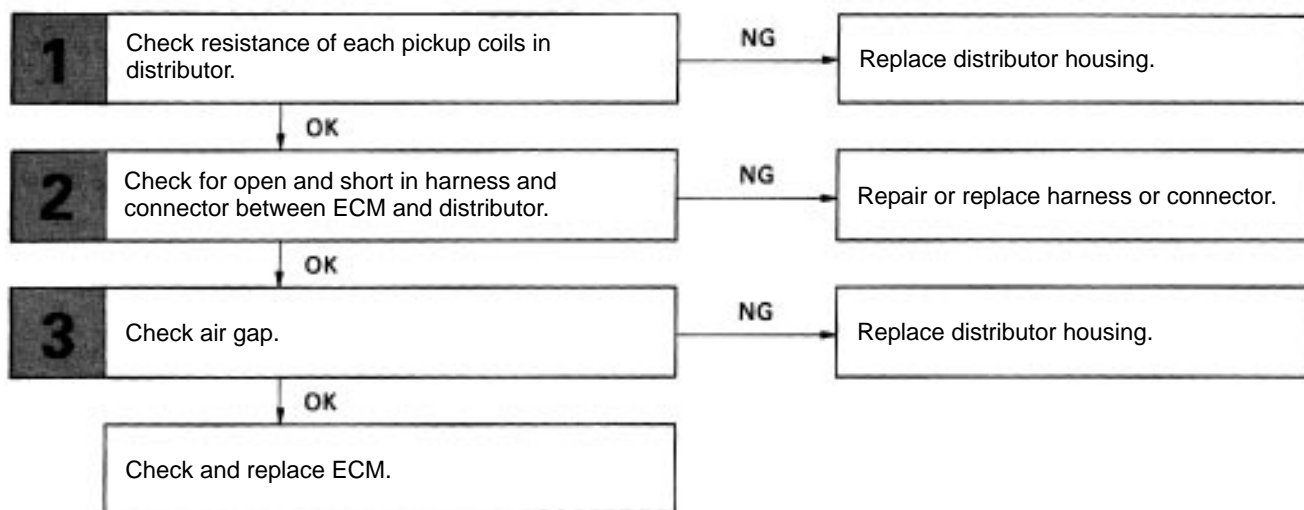 1
Check resistance of each pickup coils in
distributor.
NG
Replace distributor housing.
OK
2
Check for open and short in harness and
connector between ECM and distributor.
NG
Repair or replace harness or connector.
OK
3
Check air gap.
NG
Replace distributor housing.
OK
Check and replace ECM.